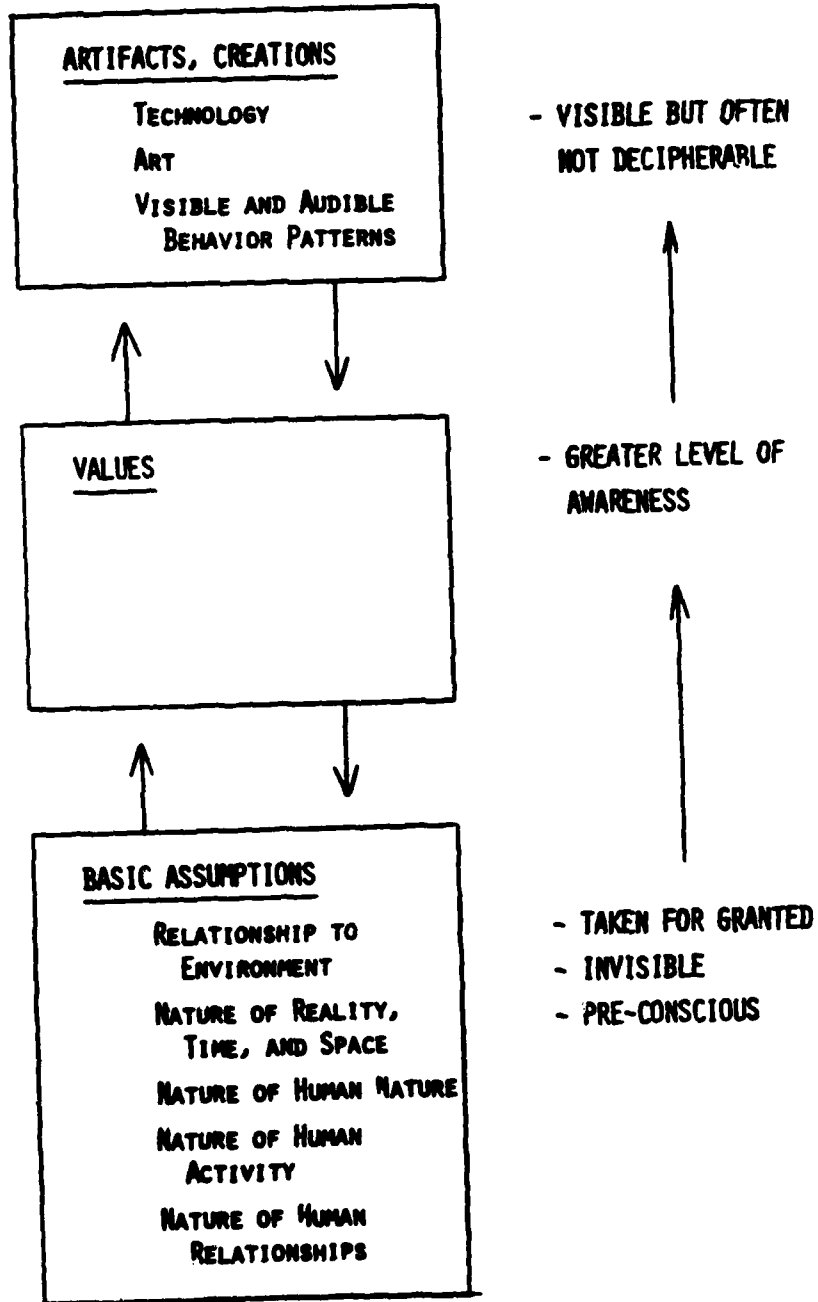 ARTIFACTS, CREATIONS
TECHNOLOGY
ART
VISIBLE AND AUDIBLE
BEHAVIOR PATTERNS
- VISIBLE BUT OFTEN
NOT DECIPHERABLE
VALUES
- GREATER LEVEL OF
AWARENESS
BASIC ASSUMPTIONS
RELATIONSHIP TO
ENVIRONMENT
NATURE OF REALITY,
TIME, AND SPACE
NATURE OF HUMAN NATURE
NATURE OF HUMAN
ACTIVITY
NATURE OF HUMAN
RELATIONSHIPS
- TAKEN FOR GRANTED
- INVISIBLE
- PRE-CONSCIOUS